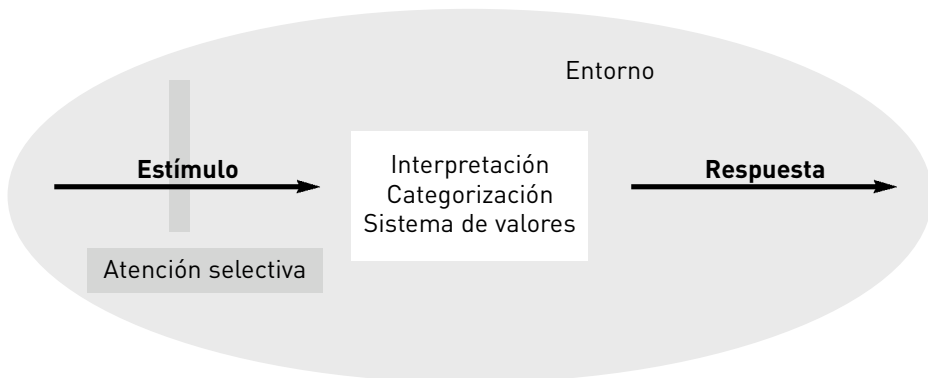 Entorno
Estímulo
Interpretación
Categorización
Sistema de valores
Respuesta
Atención selectiva